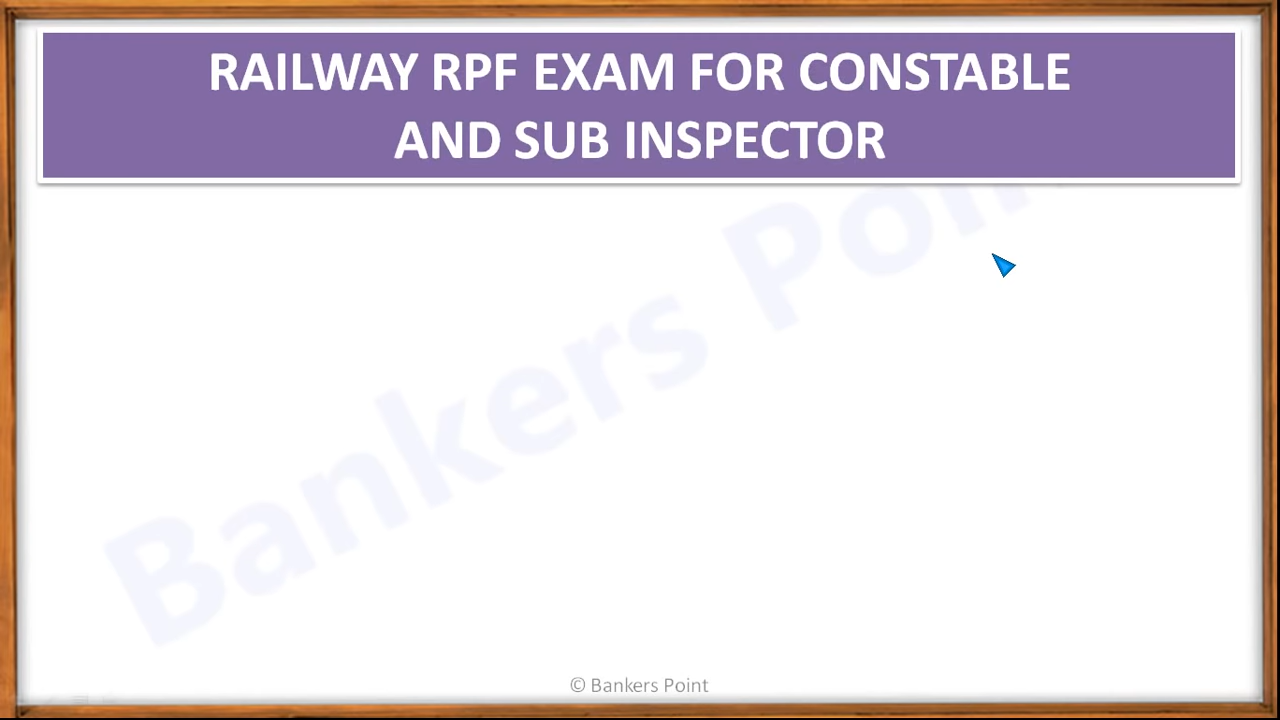 RAILWAY RPF EXAM FOR CONSTABLE
AND SUB INSPECTOR
Bankers Point
© Bankers Point